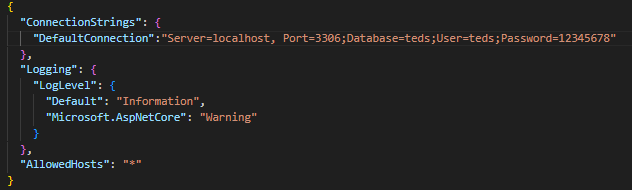 {
"ConnectionStrings": {
"DefaultConnection":"Server=localhost, Port=3306;Database=teds;User=teds;Password=12345678"
},
"Logging": {
"LogLevel": {
"Default": "Information",
"Microsoft.AspNetCore": "Warning"
}
},
"AllowedHosts": "*"
}